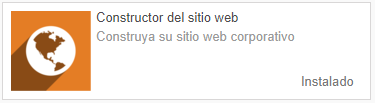 Constructor del sitio web
Construya su sitio web corporativo
Instalado